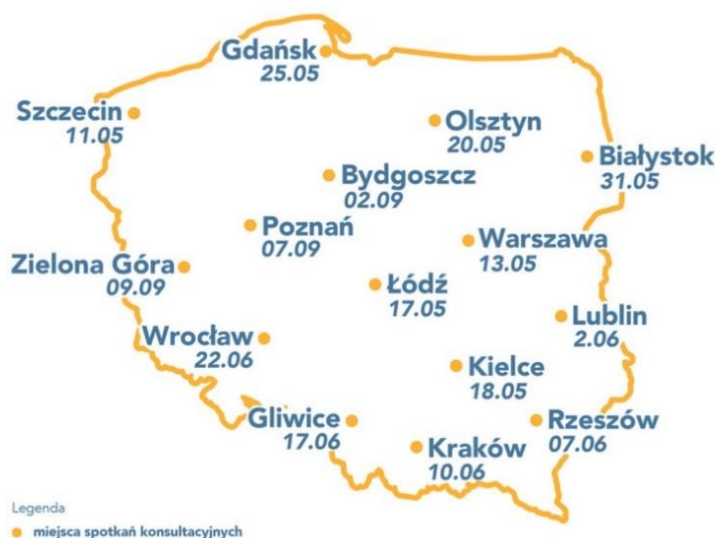 Gdańsk
25.05
Szczecin
11.05
Olsztyn
20.05
Białystok
31.05
Bydgoszcz
02.09
Poznań
07.09
Warszawa
13.05
Zielona Góra
09.09
Łódź
17.05
Lublin
2.06
Wrocław
22.06
Kielce
18.05
Gliwice
17.06
Rzeszów
07.06
Kraków
10.06
Legenda
miejsca spotkań konsultacyjnych